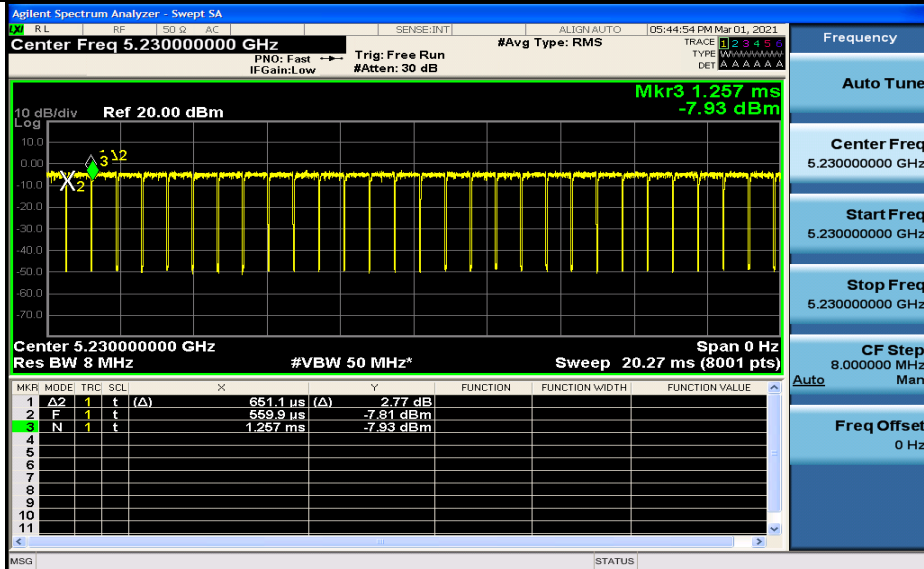 Agilent Spectrum Analyzer - Swept SA
LXI RL RF 50 Ω AC SENSE:INT ALIGNAUTO 05:44:54 PM Mar 01, 2021
Center Freq 5.230000000 GHz #Avg Type: RMS TRACE 1 2 3 4 5 6
PNO: Fast Trig: Free Run TYPE WWWWWW
IFGain:Low #Atten: 30 dB DET A A A A A A
Mkr3 1.257 ms
-7.93 dBm
10 dB/div Ref 20.00 dBm
Log
10.0
0.00
-10.0
-20.0
-30.0
-40.0
-50.0
-60.0
-70.0
3 1Δ2
X2
Center 5.230000000 GHz Span 0 Hz
Res BW 8 MHz #VBW 50 MHz* Sweep 20.27 ms (8001 pts)
MKR MODE TRC SCL X Y FUNCTION FUNCTION WIDTH FUNCTION VALUE
1 Δ2 1 t (Δ) 651.1 µs (Δ) 2.77 dB
2 F 1 t 559.9 µs -7.81 dBm
3 N 1 t 1.257 ms -7.93 dBm
4
5
6
7
8
9
10
11
MSG STATUS
Frequency
Auto Tune
Center Freq
5.230000000 GHz
Start Freq
5.230000000 GHz
Stop Freq
5.230000000 GHz
CF Step
8.000000 MHz
Auto Man
Freq Offset
0 Hz